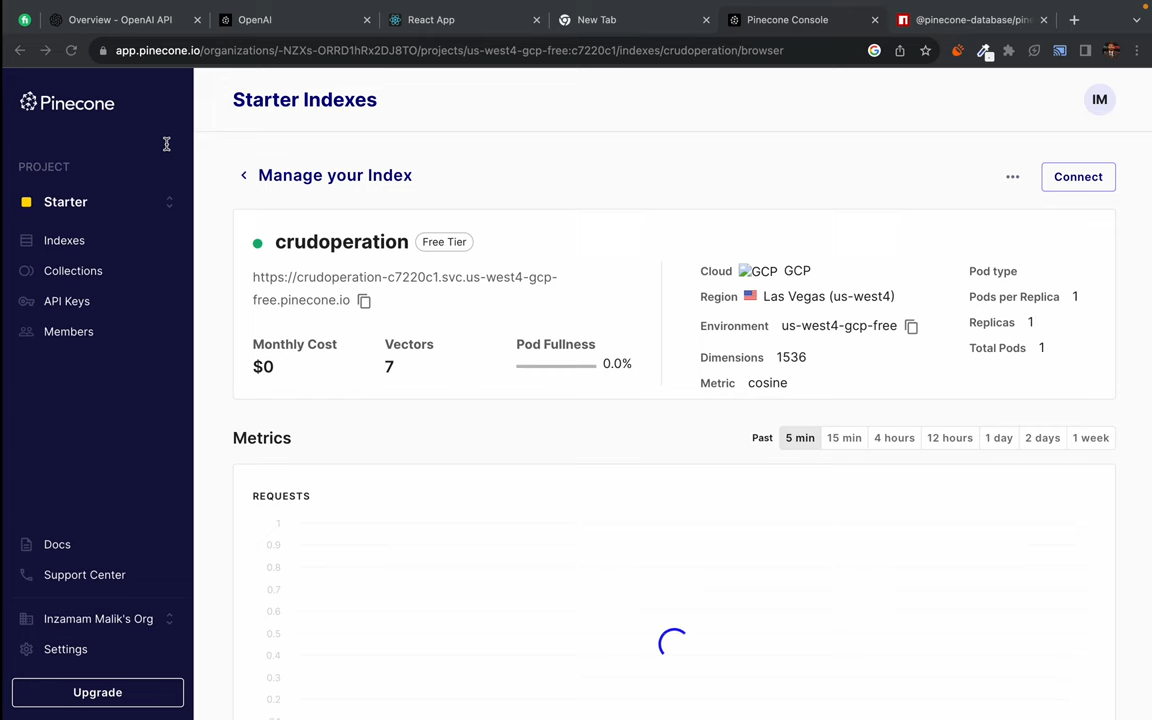 Overview - OpenAI API
OpenAI
React App
New Tab
Pinecone Console
@pinecone-database/pine
app.pinecone.io/organizations/-NZXs-ORRD1hRx2DJ8TO/projects/us-west4-gcp-free:c7220c1/indexes/crudoperation/browser
Pinecone
PROJECT
Starter
Indexes
Collections
API Keys
Members
Docs
Support Center
Inzamam Malik's Org
Settings
Upgrade
Starter Indexes
IM
Manage your Index
Connect
crudoperation
Free Tier
https://crudoperation-c7220c1.svc.us-west4-gcp-
free.pinecone.io
Monthly Cost
$0
Vectors
7
Pod Fullness
0.0%
Cloud GCP GCP
Region Las Vegas (us-west4)
Environment us-west4-gcp-free
Dimensions 1536
Metric cosine
Pod type
Pods per Replica 1
Replicas 1
Total Pods 1
Metrics
Past 5 min 15 min 4 hours 12 hours 1 day 2 days 1 week
REQUESTS
1
0.9
0.8
0.7
0.6
0.5
0.4
0.3
0.2